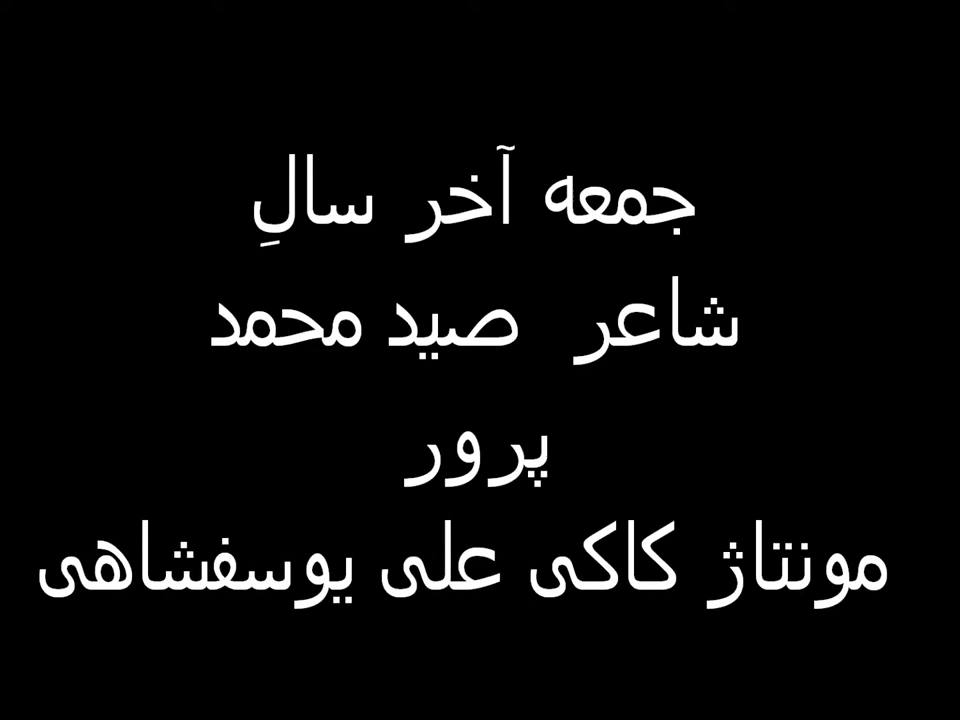 جمعه آخر سالِ
شاعر صید محمد
پرور
مونتاژ کاکی علی یوسفشاهی